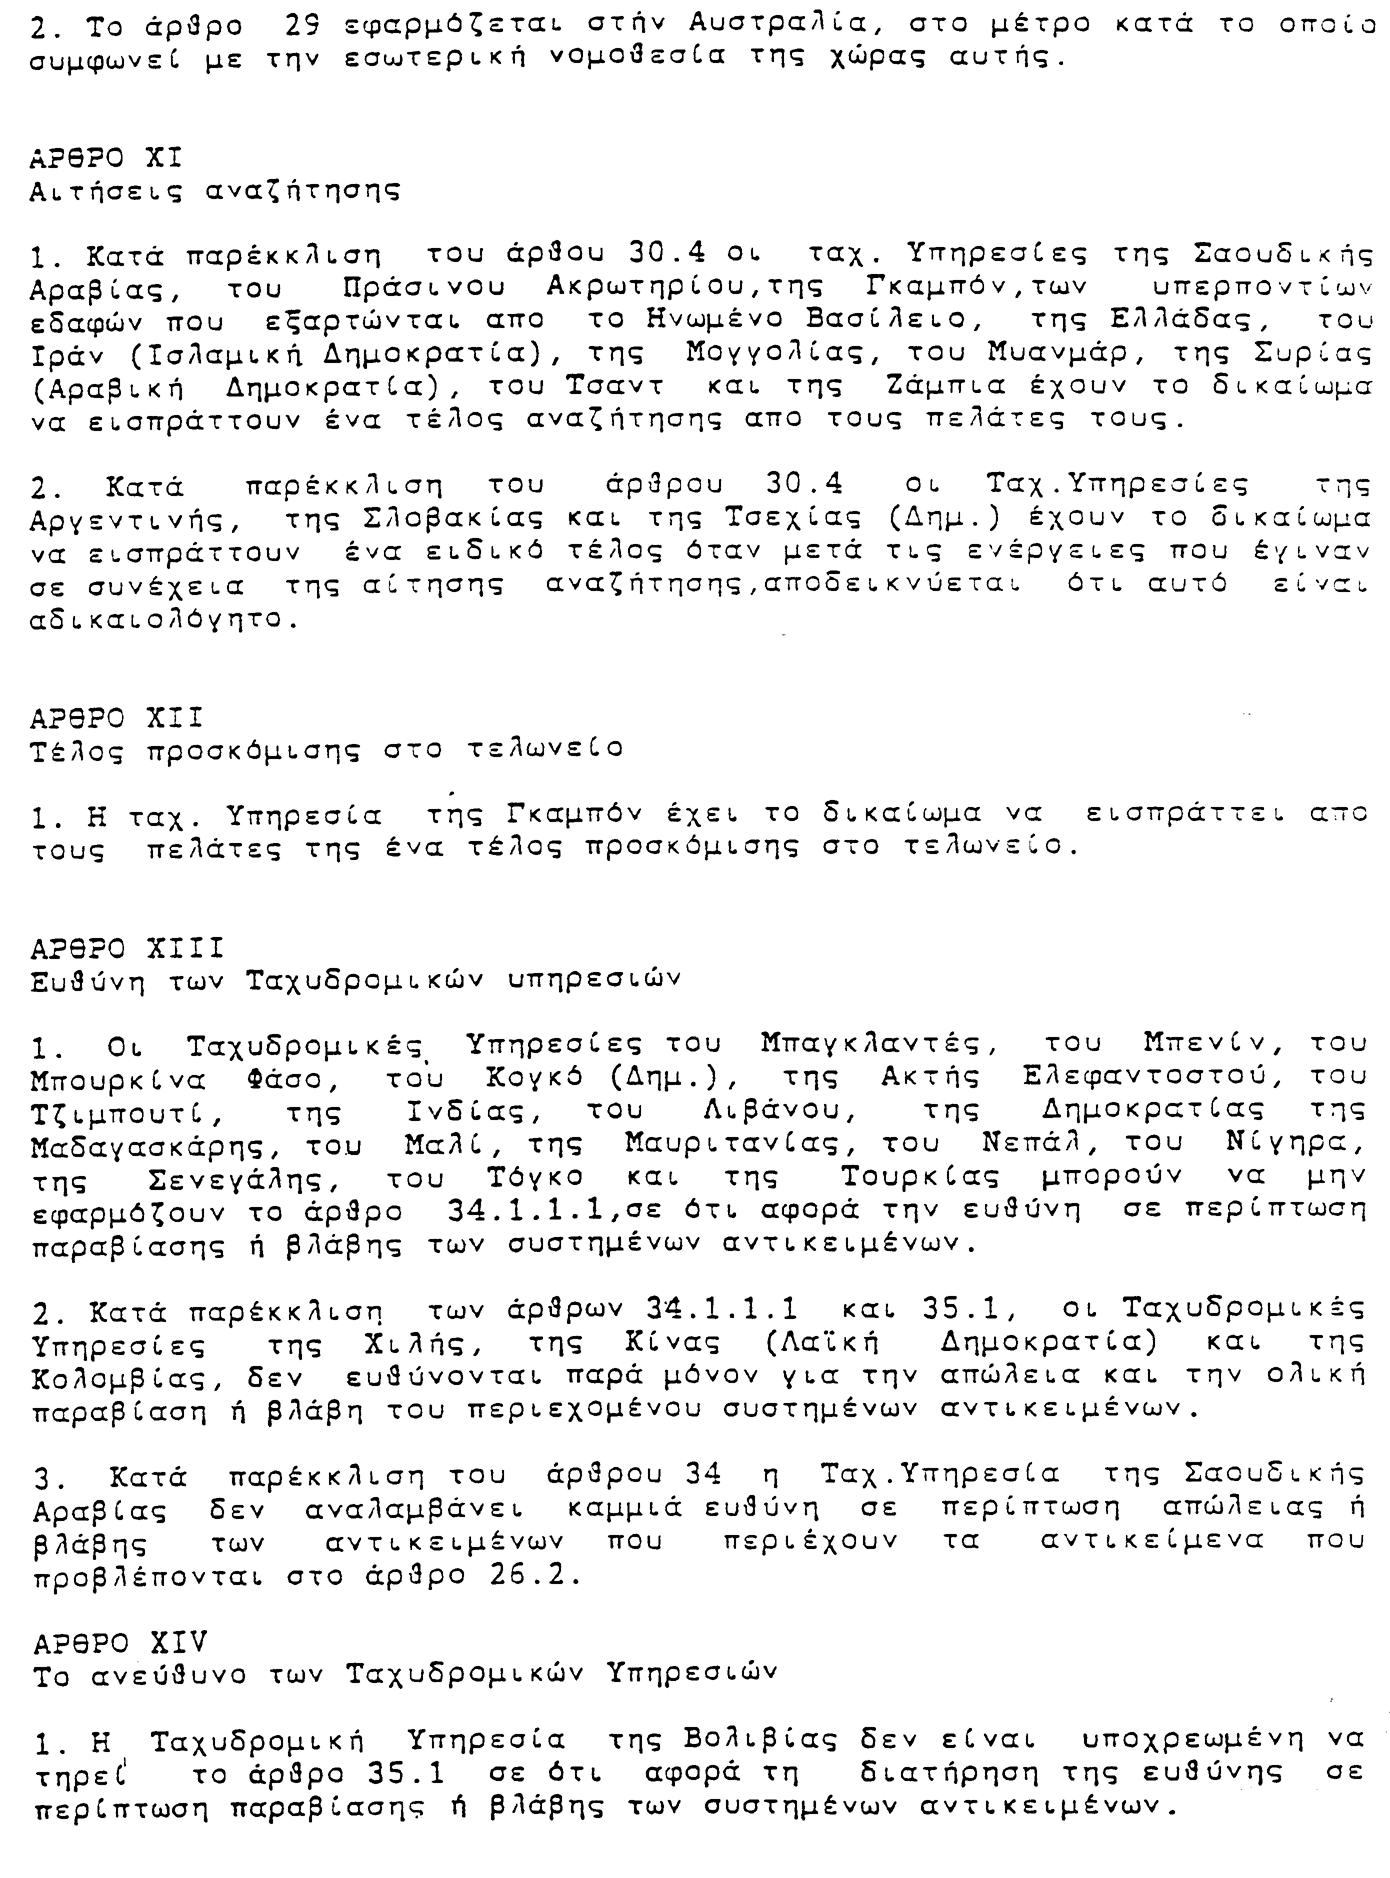 2. Το άρθρο 29 εφαρμόζεται στήν Αυστραλία, στο μέτρο κατά το οποίο
συμφωνεί με την εσωτερική νομοθεσία της χώρας αυτής.
ΑΡΘΡΟ XI
Αιτήσεις αναζήτησης
1. Κατά παρέκκλιση του άρθου 30.4 οι ταχ. Υπηρεσίες της Σαουδικής
Αραβίας, του Πράσινου Ακρωτηρίου,της Γκαμπόν,των υπερποντίων
εδαφών που εξαρτώνται απο το Ηνωμένο Βασίλειο, της Ελλάδας, του
Ιράν (Ισλαμική Δημοκρατία), της Μογγολίας, του Μυανμάρ, της Συρίας
(Αραβική Δημοκρατία), του Τσαντ και της Ζάμπια έχουν το δικαίωμα
να εισπράττουν ένα τέλος αναζήτησης απο τους πελάτες τους.
2. Κατά παρέκκλιση του άρθρου 30.4 οι Ταχ.Υπηρεσίες της
Αργεντινής, της Σλοβακίας και της Τσεχίας (Δημ.) έχουν το δικαίωμα
να εισπράττουν ένα ειδικό τέλος όταν μετά τις ενέργειες που έγιναν
σε συνέχεια της αίτησης αναζήτησης,αποδεικνύεται ότι αυτό είναι
αδικαιολόγητο.
ΑΡΘΡΟ XII
Τέλος προσκόμισης στο τελωνείο
1. Η ταχ. Υπηρεσία της Γκαμπόν έχει το δικαίωμα να εισπράττει απο
τους πελάτες της ένα τέλος προσκόμισης στο τελωνείο.
ΑΡΘΡΟ XIII
Ευθύνη των Ταχυδρομικών υπηρεσιών
1. Οι Ταχυδρομικές Υπηρεσίες του Μπαγκλαντές, του Μπενίν, του
Μπουρκίνα Φάσο, του Κογκό (Δημ.), της Ακτής Ελεφαντοστού, του
Τζιμπουτί, της Ινδίας, του Λιβάνου, της Δημοκρατίας της
Μαδαγασκάρης, του Μαλί, της Μαυριτανίας, του Νεπάλ, του Νίγηρα,
της Σενεγάλης, του Τόγκο και της Τουρκίας μπορούν να μην
εφαρμόζουν το άρθρο 34.1.1.1,σε ότι αφορά την ευθύνη σε περίπτωση
παραβίασης ή βλάβης των συστημένων αντικειμένων.
2. Κατά παρέκκλιση των άρθρων 34.1.1.1 και 35.1, οι Ταχυδρομικές
Υπηρεσίες της Χιλής, της Κίνας (Λαϊκή Δημοκρατία) και της
Κολομβίας, δεν ευθύνονται παρά μόνον για την απώλεια και την ολική
παραβίαση ή βλάβη του περιεχομένου συστημένων αντικειμένων.
3. Κατά παρέκκλιση του άρθρου 34 η Ταχ.Υπηρεσία της Σαουδικής
Αραβίας δεν αναλαμβάνει καμμιά ευθύνη σε περίπτωση απώλειας ή
βλάβης των αντικειμένων που περιέχουν τα αντικείμενα που
προβλέπονται στο άρθρο 26.2.
ΑΡΘΡΟ XIV
Το ανεύθυνο των Ταχυδρομικών Υπηρεσιών
1. Η Ταχυδρομική Υπηρεσία της Βολιβίας δεν είναι υποχρεωμένη να
τηρεί το άρθρο 35.1 σε ότι αφορά τη διατήρηση της ευθύνης σε
περίπτωση παραβίασης ή βλάβης των συστημένων αντικειμένων.